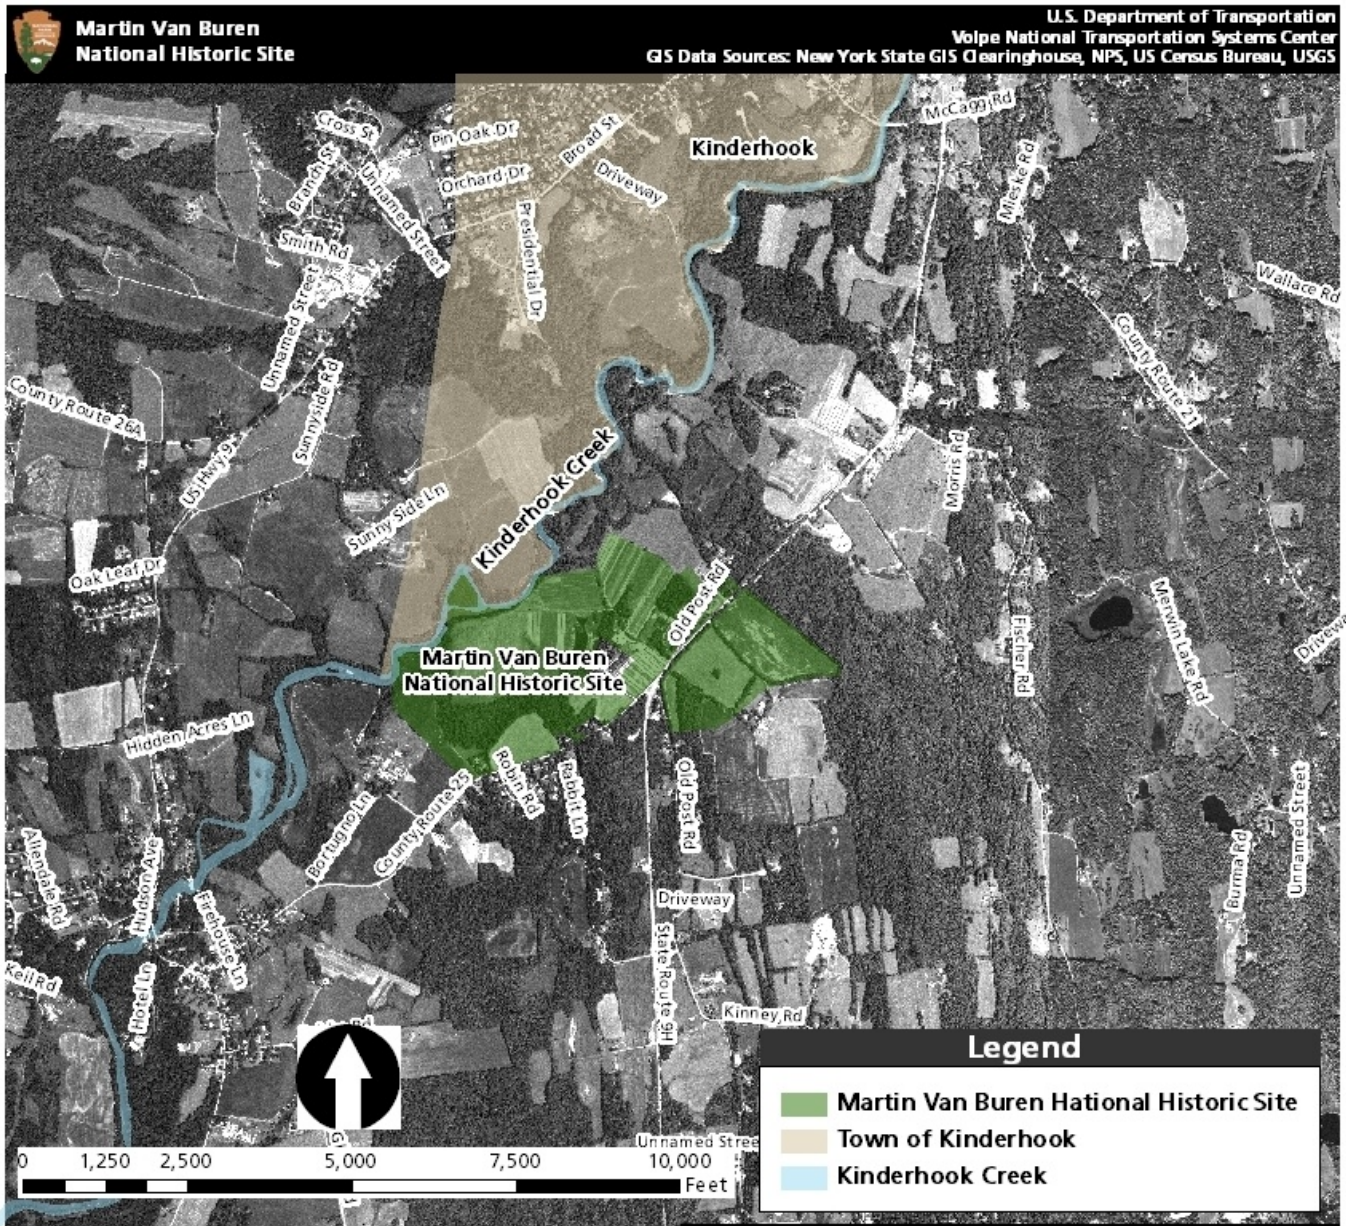 Martin Van Buren
National Historic Site
U.S. Department of Transportation
Volpe National Transportation Systems Center
GIS Data Sources: New York State GIS Clearinghouse, NPS, US Census Bureau, USGS
McCagg Rd
Cross St
Pin Oak Dr
Broad St
Kinderhook
Mieske Rd
Branch St
Unnamed Street
Orchard Dr
Driveway
Smith Rd
Presidential Dr
Wallace Rd
Unnamed Street
County Route 21
County Route 26A
Sunnyside Rd
US Hwy 9
Morris Rd
Kinderhook Creek
Sunny Side Ln
Oak Leaf Dr
Old Post Rd
Merwin Lake Rd
Fischer Rd
Martin Van Buren
National Historic Site
Hidden Acres Ln
Robin Rd
Rabbit Ln
Old Post Rd
Unnamed Street
Bortugno Ln
County Route 25
Allendale Rd
Hudson Ave
Burma Rd
Firehouse Ln
Driveway
State Route 9H
Keil Rd
Hotel Ln
Kinney Rd
Legend
Martin Van Buren Hational Historic Site
Town of Kinderhook
Kinderhook Creek
0 1,250 2,500 5,000 7,500 10,000
Feet